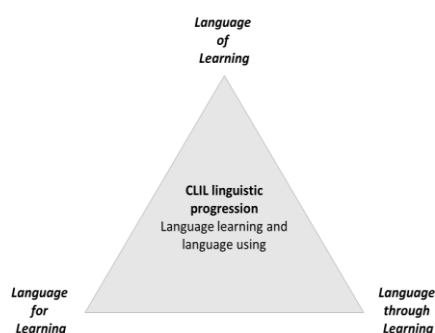 Language
of
Learning
CLIL linguistic
progression
Language learning and
language using
Language
for
Learning
Language
through
Learning